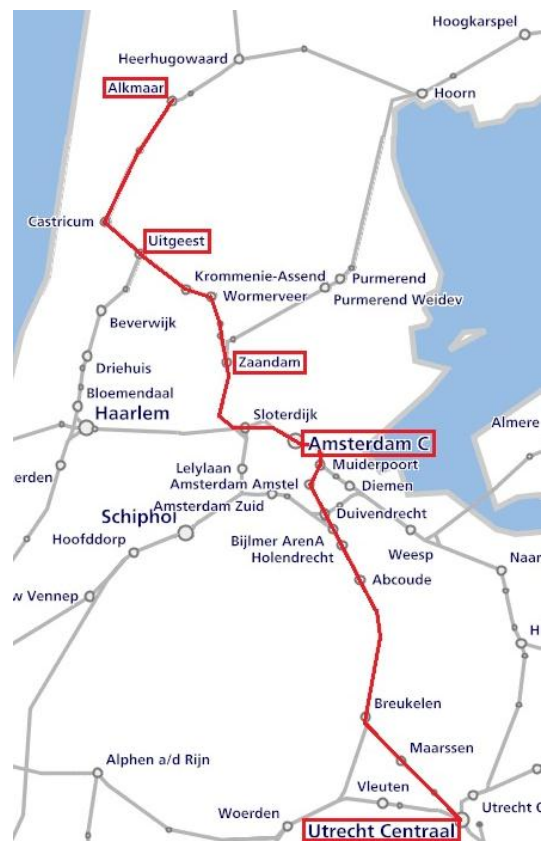 Hoogkarspel
Heerhugowaard
Alkmaar
Hoorn
Castricum
Uitgeest
Krommenie-Assend
Purmerend
Wormerveer
Purmerend Weidev
Beverwijk
Driehuis
Zaandam
Bloemendaal
Haarlem
Sloterdijk
Amsterdam C
Almere
Lelylaan
Muiderpoort
erden
Amsterdam Amstel
Diemen
Amsterdam Zuid
Duivendrecht
Schiphol
Hoofddorp
Bijlmer ArenA
Weesp
Holendrecht
Naar
Abcoude
w Vennep
H
Breukelen
Maarssen
Alphen a/d Rijn
Vleuten
Utrecht O
Woerden
Utrecht Centraal